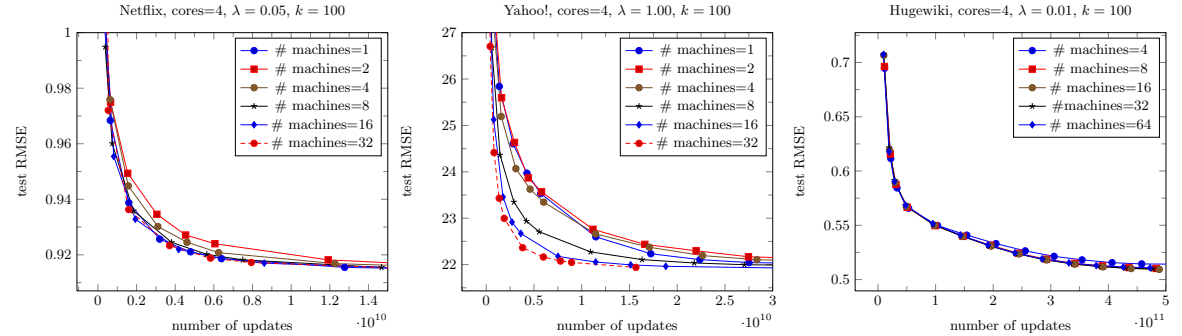 Netflix, cores=4, λ = 0.05, k = 100
1
0.98
0.96
0.94
0.92
test RMSE
# machines=1
# machines=2
# machines=4
# machines=8
# machines=16
# machines=32
0 0.2 0.4 0.6 0.8 1 1.2 1.4
·10^10
number of updates
Yahoo!, cores=4, λ = 1.00, k = 100
27
26
25
24
23
22
test RMSE
# machines=1
# machines=2
# machines=4
# machines=8
# machines=16
# machines=32
0 0.5 1 1.5 2 2.5 3
·10^10
number of updates
Hugewiki, cores=4, λ = 0.01, k = 100
0.7
0.65
0.6
0.55
0.5
test RMSE
# machines=4
# machines=8
# machines=16
#machines=32
# machines=64
0 1 2 3 4 5
·10^11
number of updates